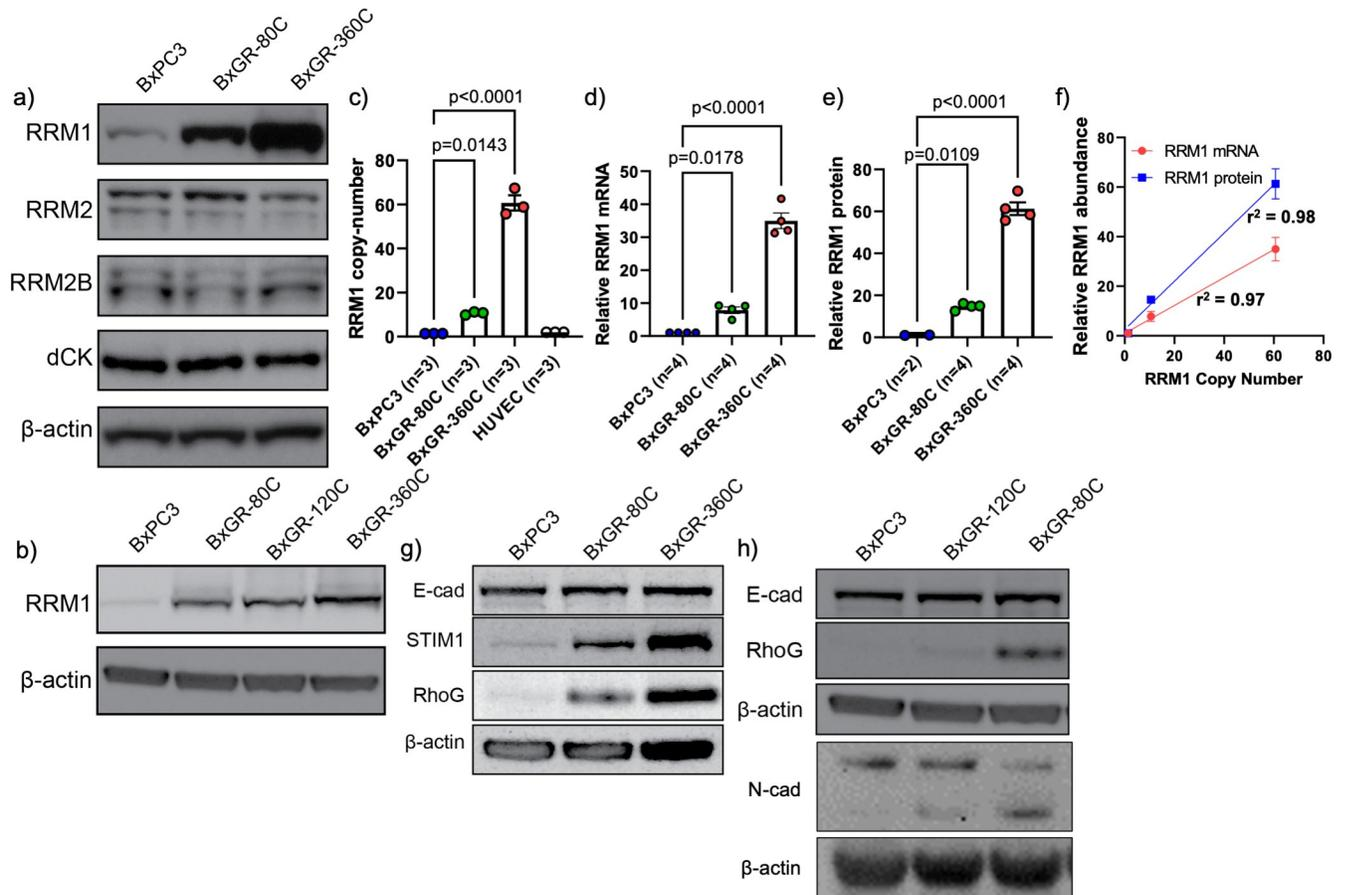 a)
BxPC3
BxGR-80C
BxGR-360C
RRM1
RRM2
RRM2B
dCK
β-actin
c)
p<0.0001
p=0.0143
RRM1 copy-number
80
60
40
20
0
BxPC3 (n=3)
BxGR-80C (n=3)
BxGR-360C (n=3)
HUVEC (n=3)
d)
p<0.0001
p=0.0178
Relative RRM1 mRNA
50
40
30
20
10
0
BxPC3 (n=4)
BxGR-80C (n=4)
BxGR-360C (n=4)
e)
p<0.0001
p=0.0109
Relative RRM1 protein
80
60
40
20
0
BxPC3 (n=2)
BxGR-80C (n=4)
BxGR-360C (n=4)
f)
Relative RRM1 abundance
80
60
40
20
0
RRM1 mRNA
RRM1 protein
r² = 0.98
r² = 0.97
0
20
40
60
80
RRM1 Copy Number
b)
BxPC3
BxGR-80C
BxGR-120C
BxGR-360C
RRM1
β-actin
g)
BxPC3
BxGR-80C
BxGR-360C
E-cad
STIM1
RhoG
β-actin
h)
BxPC3
BxGR-120C
BxGR-80C
E-cad
RhoG
β-actin
N-cad
β-actin